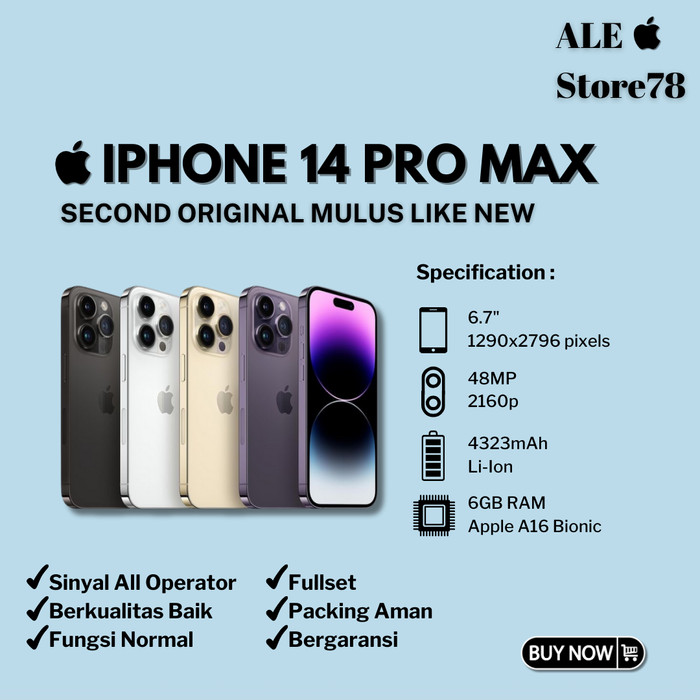 ALE
Store78
IPHONE 14 PRO MAX
SECOND ORIGINAL MULUS LIKE NEW
Specification :
6.7"
1290x2796 pixels
48MP
2160p
4323mAh
Li-Ion
6GB RAM
Apple A16 Bionic
Sinyal All Operator
Berkualitas Baik
Fungsi Normal
Fullset
Packing Aman
Bergaransi
BUY NOW